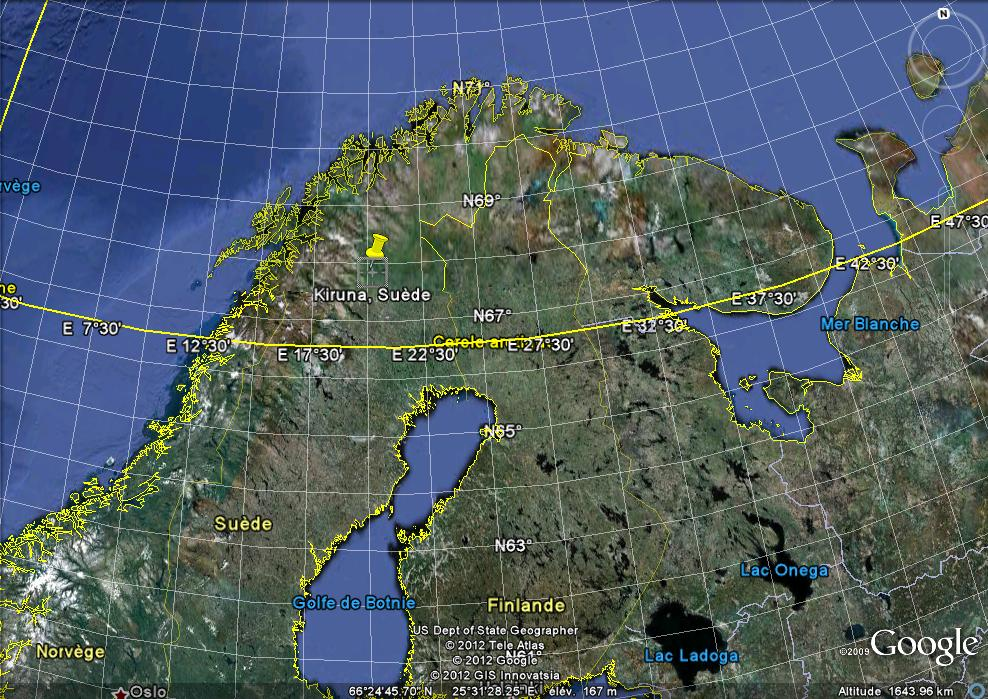 N
N71°
rvège
N69°
E 47°30'
E 42°30'
ne
30'
Kiruna, Suède
E 37°30'
N67°
E 32°30'
Mer Blanche
E 7°30'
E 12°30'
Cercle arctique
E 27°30'
E 17°30'
E 22°30'
N65°
Suède
N63°
Lac Onega
Golfe de Botnie
Finlande
US Dept of State Geographer
© 2012 Tele Atlas
©2009 Google
Norvège
© 2012 Google
N61°
Lac Ladoga
© 2012 GIS Innovatsia
Oslo
66°24'45.70" N 25°31'28.25" E élév. 167 m
Altitude 1643.96 km